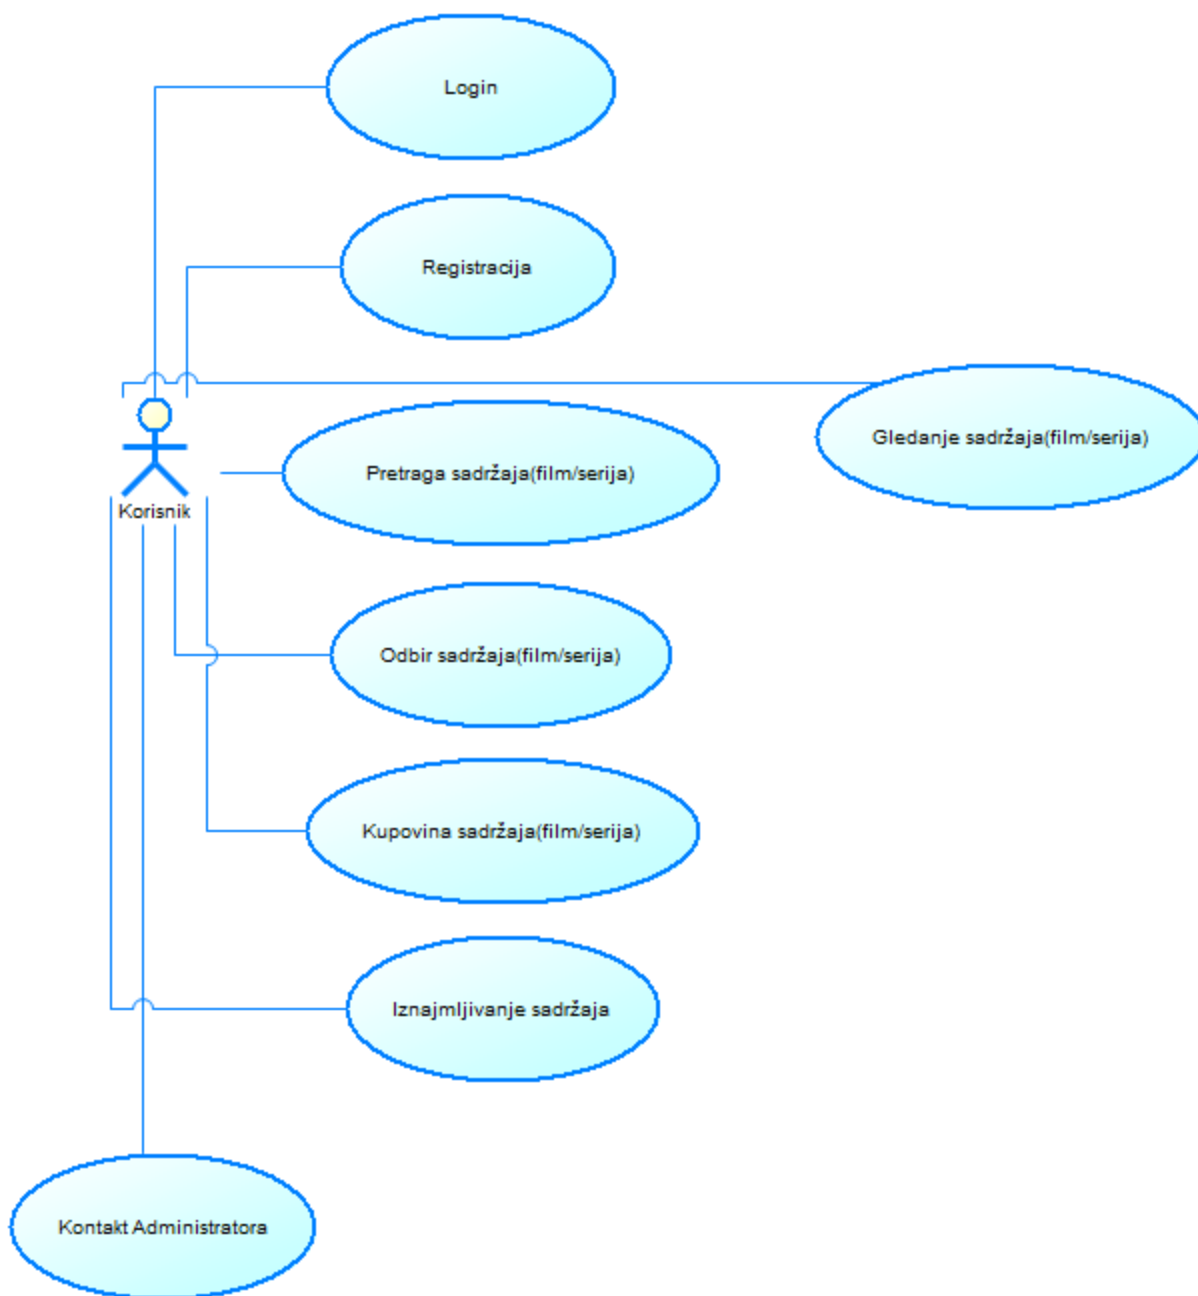 Login
Registracija
Gledanje sadržaja(film/serija)
Pretraga sadržaja(film/serija)
Korisnik
Odbir sadržaja(film/serija)
Kupovina sadržaja(film/serija)
Iznajmljivanje sadržaja
Kontakt Administratora